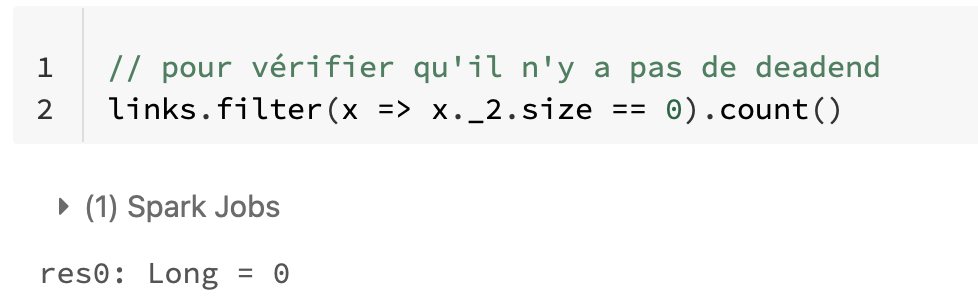 1 // pour vérifier qu'il n'y a pas de deadend
2 links.filter(x => x._2.size == 0).count()
(1) Spark Jobs
res0: Long = 0